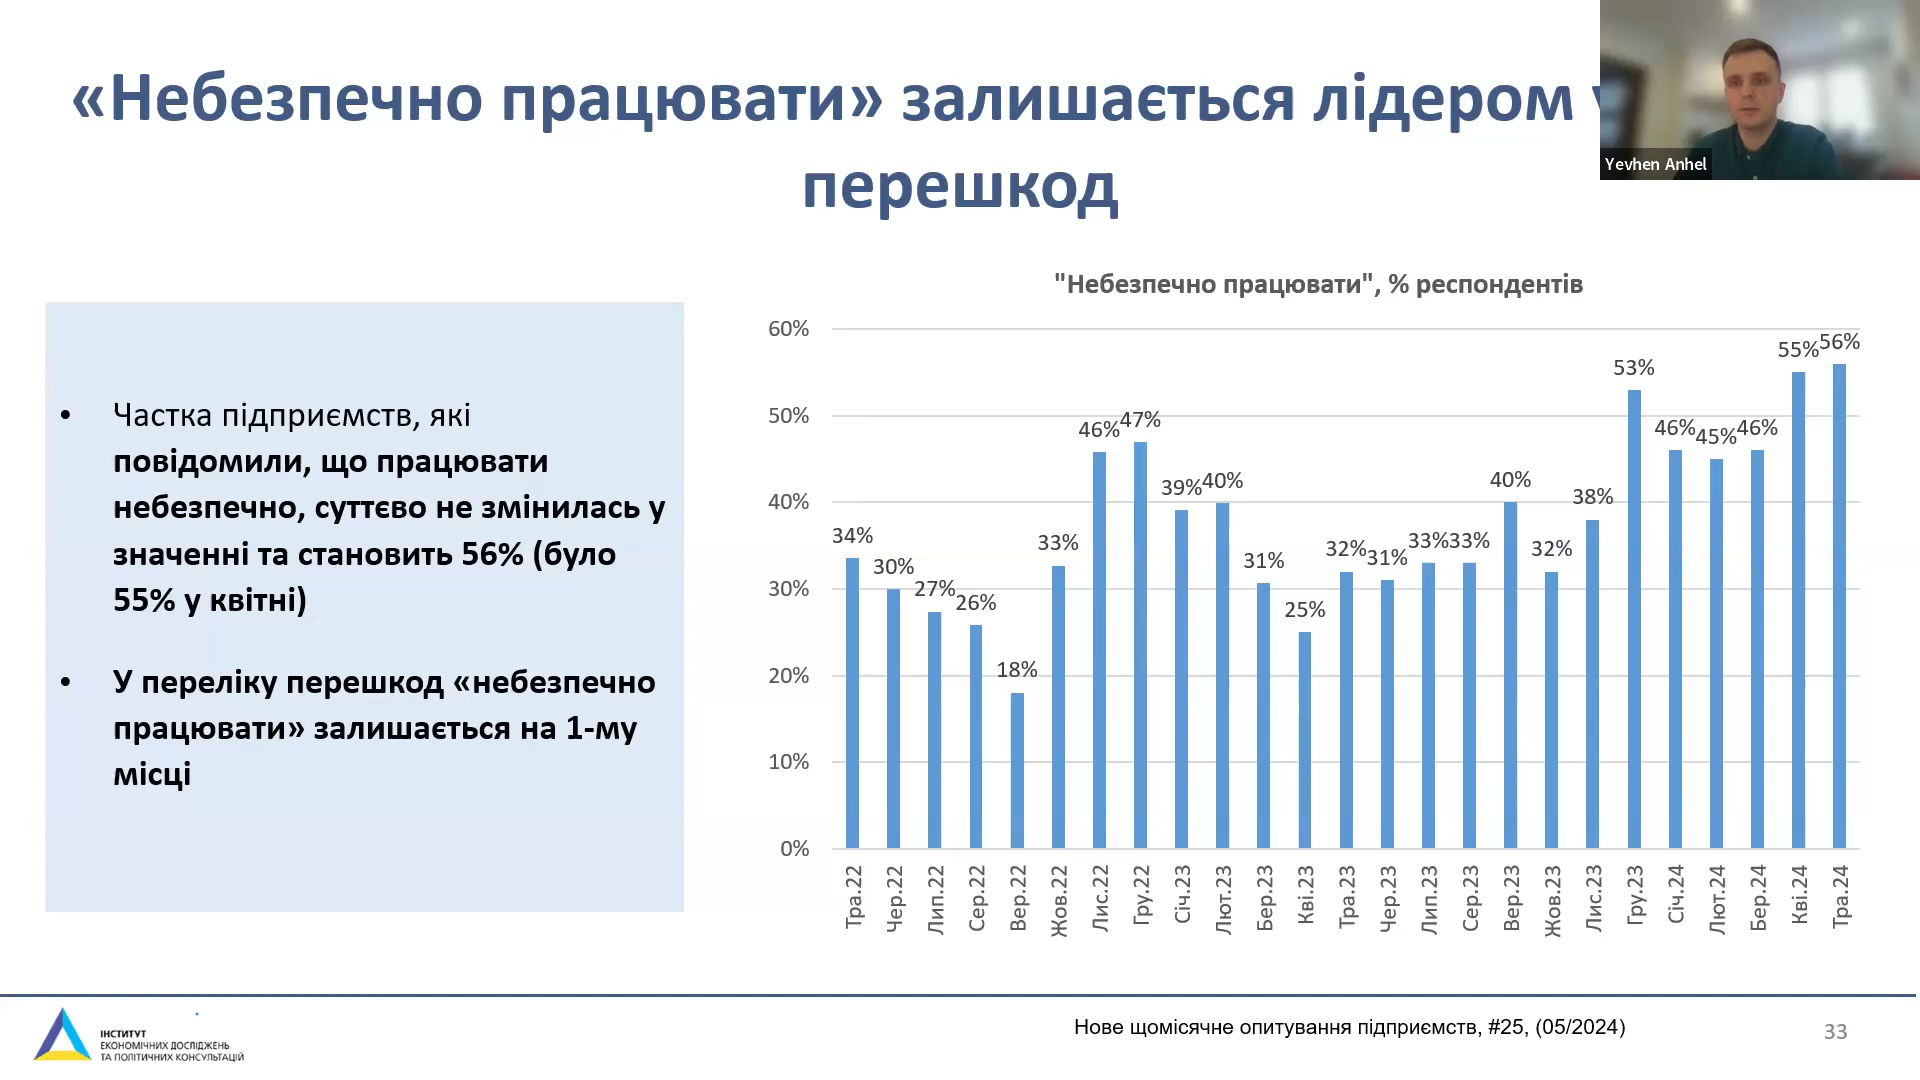 «Небезпечно працювати» залишається лідером
перешкод
Yevhen Anhel
• Частка підприємств, які
повідомили, що працювати
небезпечно, суттєво не змінилась у
значенні та становить 56% (було
55% у квітні)
• У переліку перешкод «небезпечно
працювати» залишається на 1-му
місці
"Небезпечно працювати", % респондентів
60%
50%
40%
30%
20%
10%
0%
34%
30%
27%
26%
18%
33%
46%
47%
39%
40%
31%
25%
32%
31%
33%
33%
40%
32%
38%
53%
46%
45%
46%
55%
56%
Тра.22
Чер.22
Лип.22
Сер.22
Вер.22
Жов.22
Лис.22
Гру.22
Січ.23
Лют.23
Бер.23
Кві.23
Тра.23
Чер.23
Лип.23
Сер.23
Вер.23
Жов.23
Лис.23
Гру.23
Січ.24
Лют.24
Бер.24
Кві.24
Тра.24
ІНСТИТУТ
ЕКОНОМІЧНИХ ДОСЛІДЖЕНЬ
ТА ПОЛІТИЧНИХ КОНСУЛЬТАЦІЙ
Нове щомісячне опитування підприємств, #25, (05/2024)
33